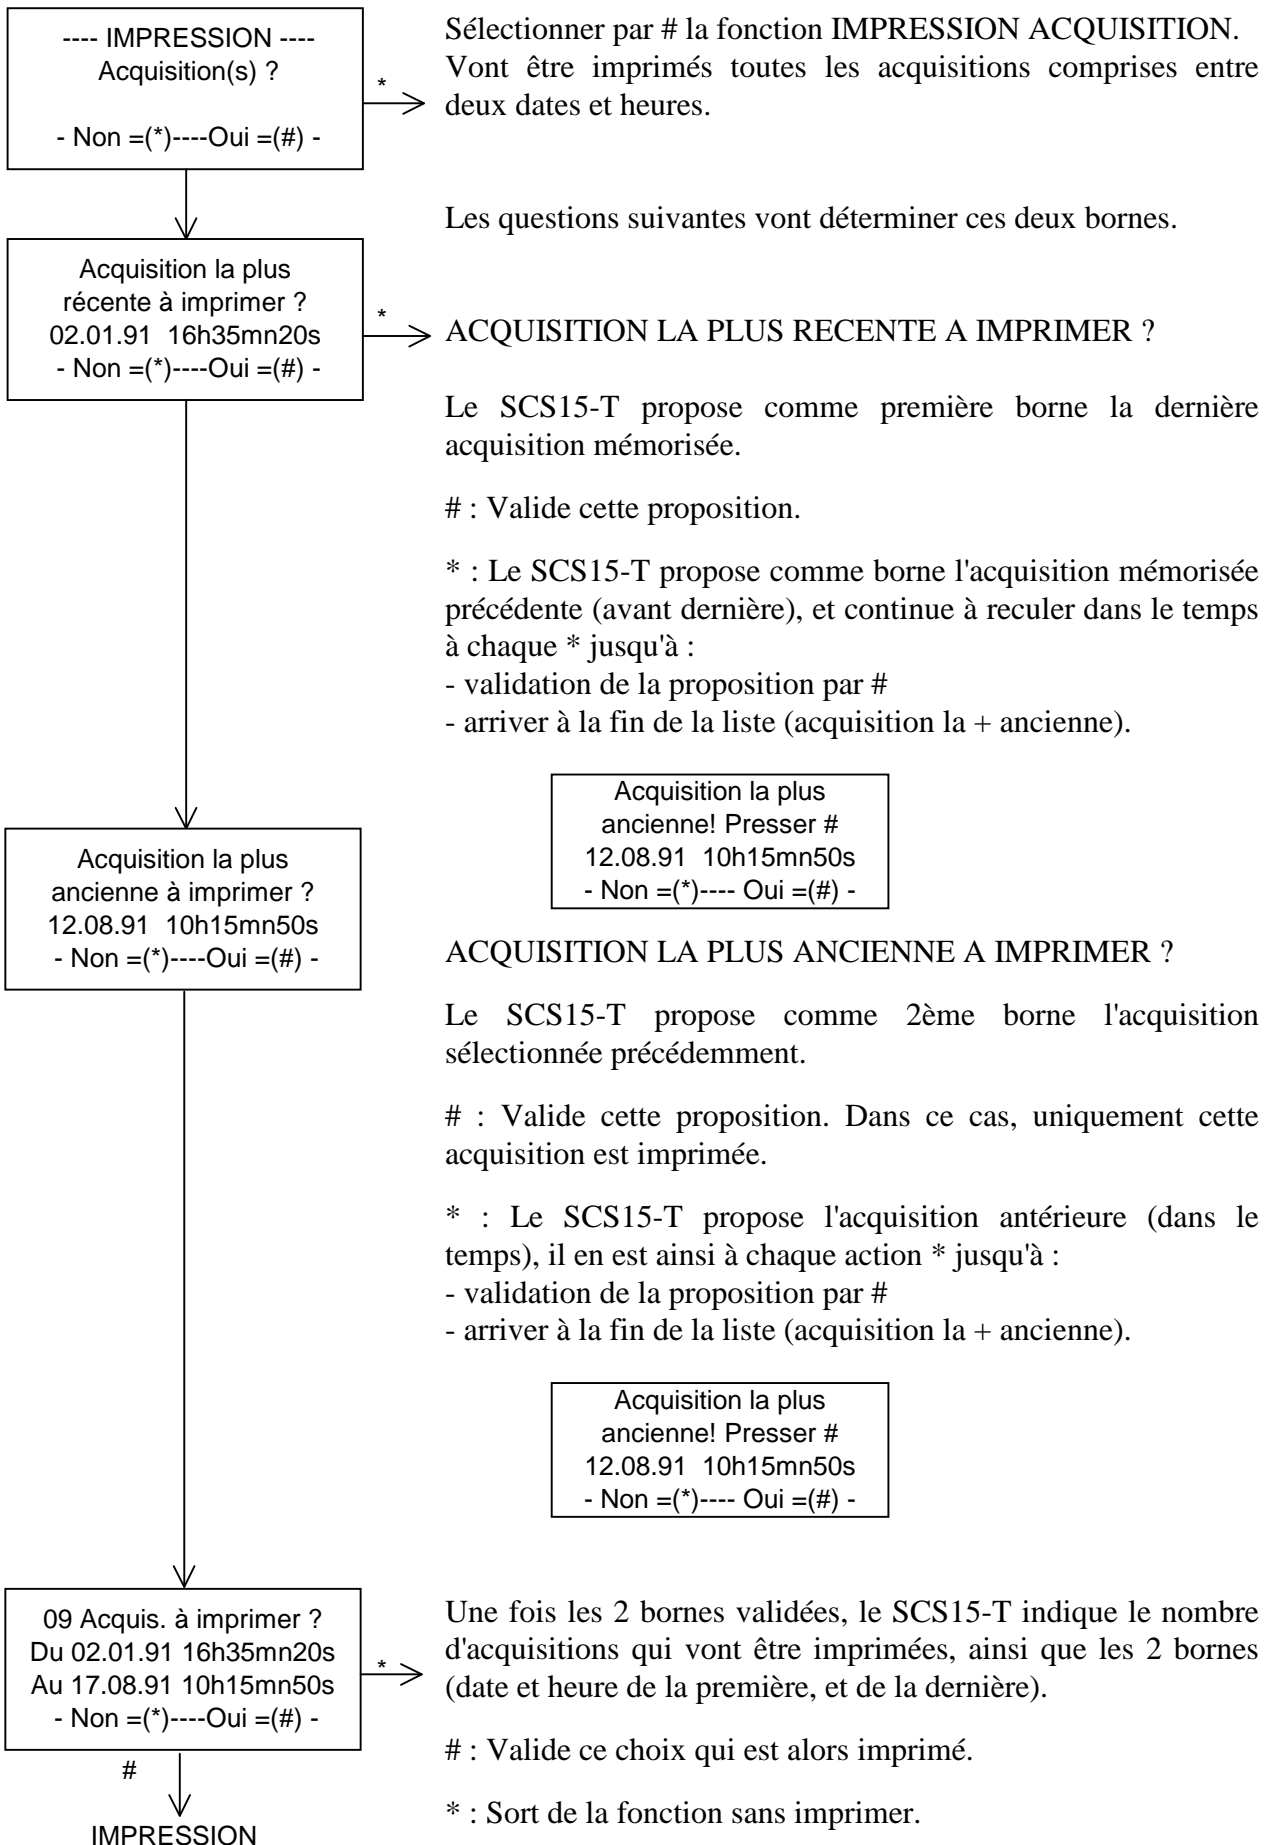 ---- IMPRESSION ----
Acquisition(s) ?
- Non =(*)----Oui =(#) -
*
Sélectionner par # la fonction IMPRESSION ACQUISITION.
Vont être imprimés toutes les acquisitions comprises entre
deux dates et heures.
Les questions suivantes vont déterminer ces deux bornes.
Acquisition la plus
récente à imprimer ?
02.01.91 16h35mn20s
- Non =(*)----Oui =(#) -
*
ACQUISITION LA PLUS RECENTE A IMPRIMER ?
Le SCS15-T propose comme première borne la dernière
acquisition mémorisée.
# : Valide cette proposition.
* : Le SCS15-T propose comme borne l'acquisition mémorisée
précédente (avant dernière), et continue à reculer dans le temps
à chaque * jusqu'à :
- validation de la proposition par #
- arriver à la fin de la liste (acquisition la + ancienne).
Acquisition la plus
ancienne! Presser #
12.08.91 10h15mn50s
- Non =(*)---- Oui =(#) -
Acquisition la plus
ancienne à imprimer ?
12.08.91 10h15mn50s
- Non =(*)----Oui =(#) -
ACQUISITION LA PLUS ANCIENNE A IMPRIMER ?
Le SCS15-T propose comme 2ème borne l'acquisition
sélectionnée précédemment.
# : Valide cette proposition. Dans ce cas, uniquement cette
acquisition est imprimée.
* : Le SCS15-T propose l'acquisition antérieure (dans le
temps), il en est ainsi à chaque action * jusqu'à :
- validation de la proposition par #
- arriver à la fin de la liste (acquisition la + ancienne).
Acquisition la plus
ancienne! Presser #
12.08.91 10h15mn50s
- Non =(*)---- Oui =(#) -
09 Acquis. à imprimer ?
Du 02.01.91 16h35mn20s
Au 17.08.91 10h15mn50s
- Non =(*)----Oui =(#) -
*
#
IMPRESSION
Une fois les 2 bornes validées, le SCS15-T indique le nombre
d'acquisitions qui vont être imprimées, ainsi que les 2 bornes
(date et heure de la première, et de la dernière).
# : Valide ce choix qui est alors imprimé.
* : Sort de la fonction sans imprimer.